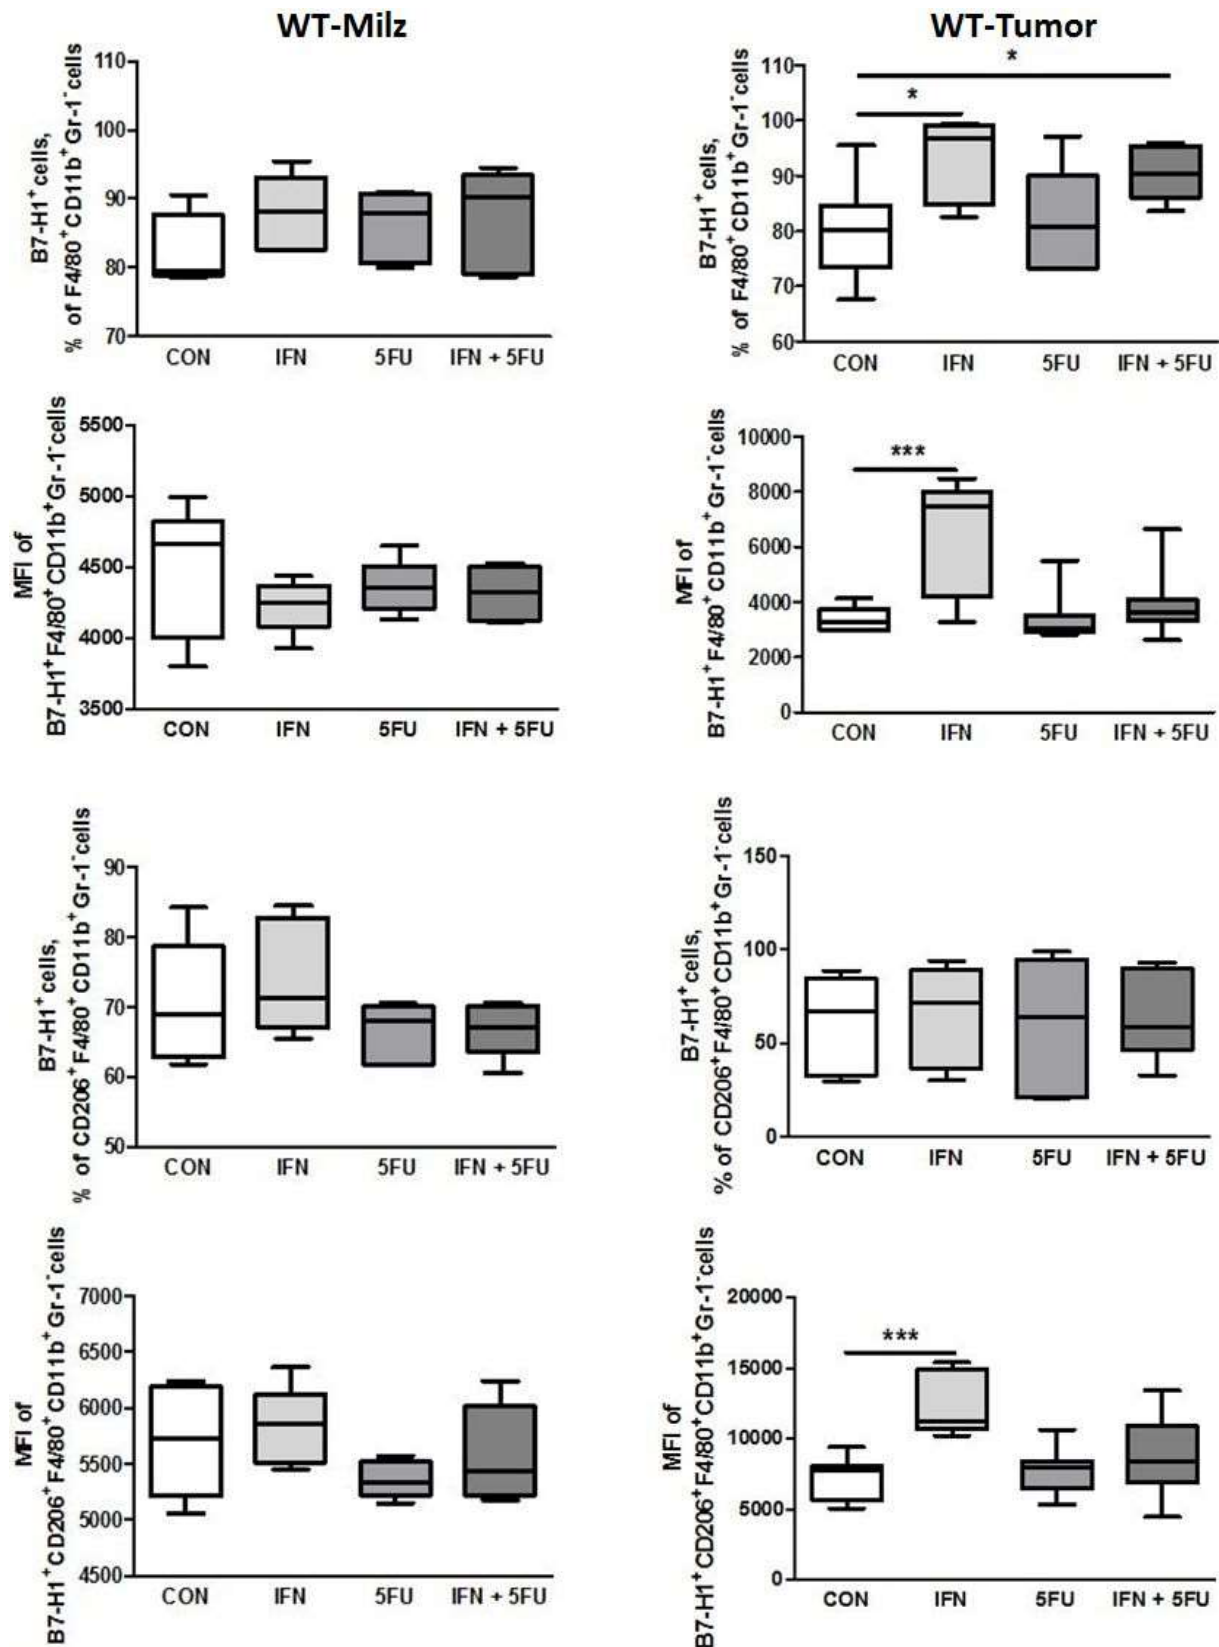 WT-Milz
B7-H1⁺ cells,
% of F4/80⁺CD11b⁺Gr-1⁻cells
110
100
90
80
70
CON IFN 5FU IFN + 5FU
WT-Tumor
B7-H1⁺ cells,
% of F4/80⁺CD11b⁺Gr-1⁻cells
110
100
90
80
70
60
*
*
CON IFN 5FU IFN + 5FU
MFI of
B7-H1⁺F4/80⁺CD11b⁺Gr-1⁻cells
5500
5000
4500
4000
3500
CON IFN 5FU IFN + 5FU
MFI of
B7-H1⁺F4/80⁺CD11b⁺Gr-1⁻cells
10000
8000
6000
4000
2000
0
***
CON IFN 5FU IFN + 5FU
B7-H1⁺ cells,
% of CD206⁺F4/80⁺CD11b⁺Gr-1⁻cells
90
80
70
60
50
CON IFN 5FU IFN + 5FU
B7-H1⁺ cells,
% of CD206⁺F4/80⁺CD11b⁺Gr-1⁻cells
150
100
50
0
CON IFN 5FU IFN + 5FU
MFI of
B7-H1⁺CD206⁺F4/80⁺CD11b⁺Gr-1⁻cells
7000
6500
6000
5500
5000
4500
CON IFN 5FU IFN + 5FU
MFI of
B7-H1⁺CD206⁺F4/80⁺CD11b⁺Gr-1⁻cells
20000
15000
10000
5000
0
***
CON IFN 5FU IFN + 5FU